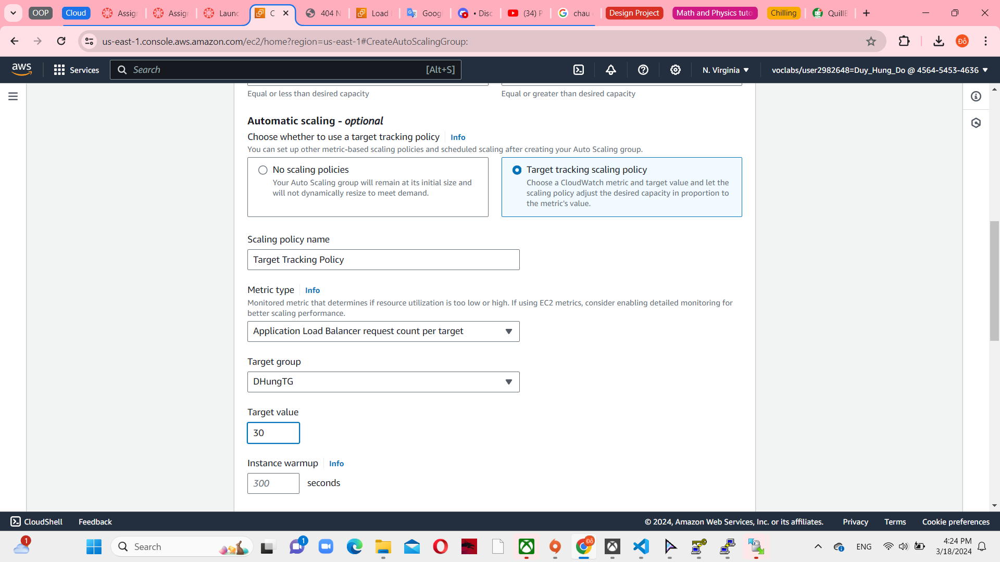 OOP
Cloud
Assign
Assign
Launc
C
404 N
Load
Goog
• Disc
(34) P
chau
Design Project
Math and Physics tuto
Chilling
QuillB
us-east-1.console.aws.amazon.com/ec2/home?region=us-east-1#CreateAutoScalingGroup:
Đỗ
aws
Services
Search
[Alt+S]
N. Virginia
voclabs/user2982648=Duy_Hung_Do @ 4564-5453-4636
Equal or less than desired capacity
Equal or greater than desired capacity
Automatic scaling - optional
Choose whether to use a target tracking policy
Info
You can set up other metric-based scaling policies and scheduled scaling after creating your Auto Scaling group.
No scaling policies
Your Auto Scaling group will remain at its initial size and
will not dynamically resize to meet demand.
Target tracking scaling policy
Choose a CloudWatch metric and target value and let the
scaling policy adjust the desired capacity in proportion to
the metric's value.
Scaling policy name
Target Tracking Policy
Metric type
Info
Monitored metric that determines if resource utilization is too low or high. If using EC2 metrics, consider enabling detailed monitoring for
better scaling performance.
Application Load Balancer request count per target
Target group
DHungTG
Target value
30
Instance warmup
Info
300
seconds
CloudShell
Feedback
© 2024, Amazon Web Services, Inc. or its affiliates.
Privacy
Terms
Cookie preferences
1
Search
1
Đỗ
ENG
4:24 PM
3/18/2024